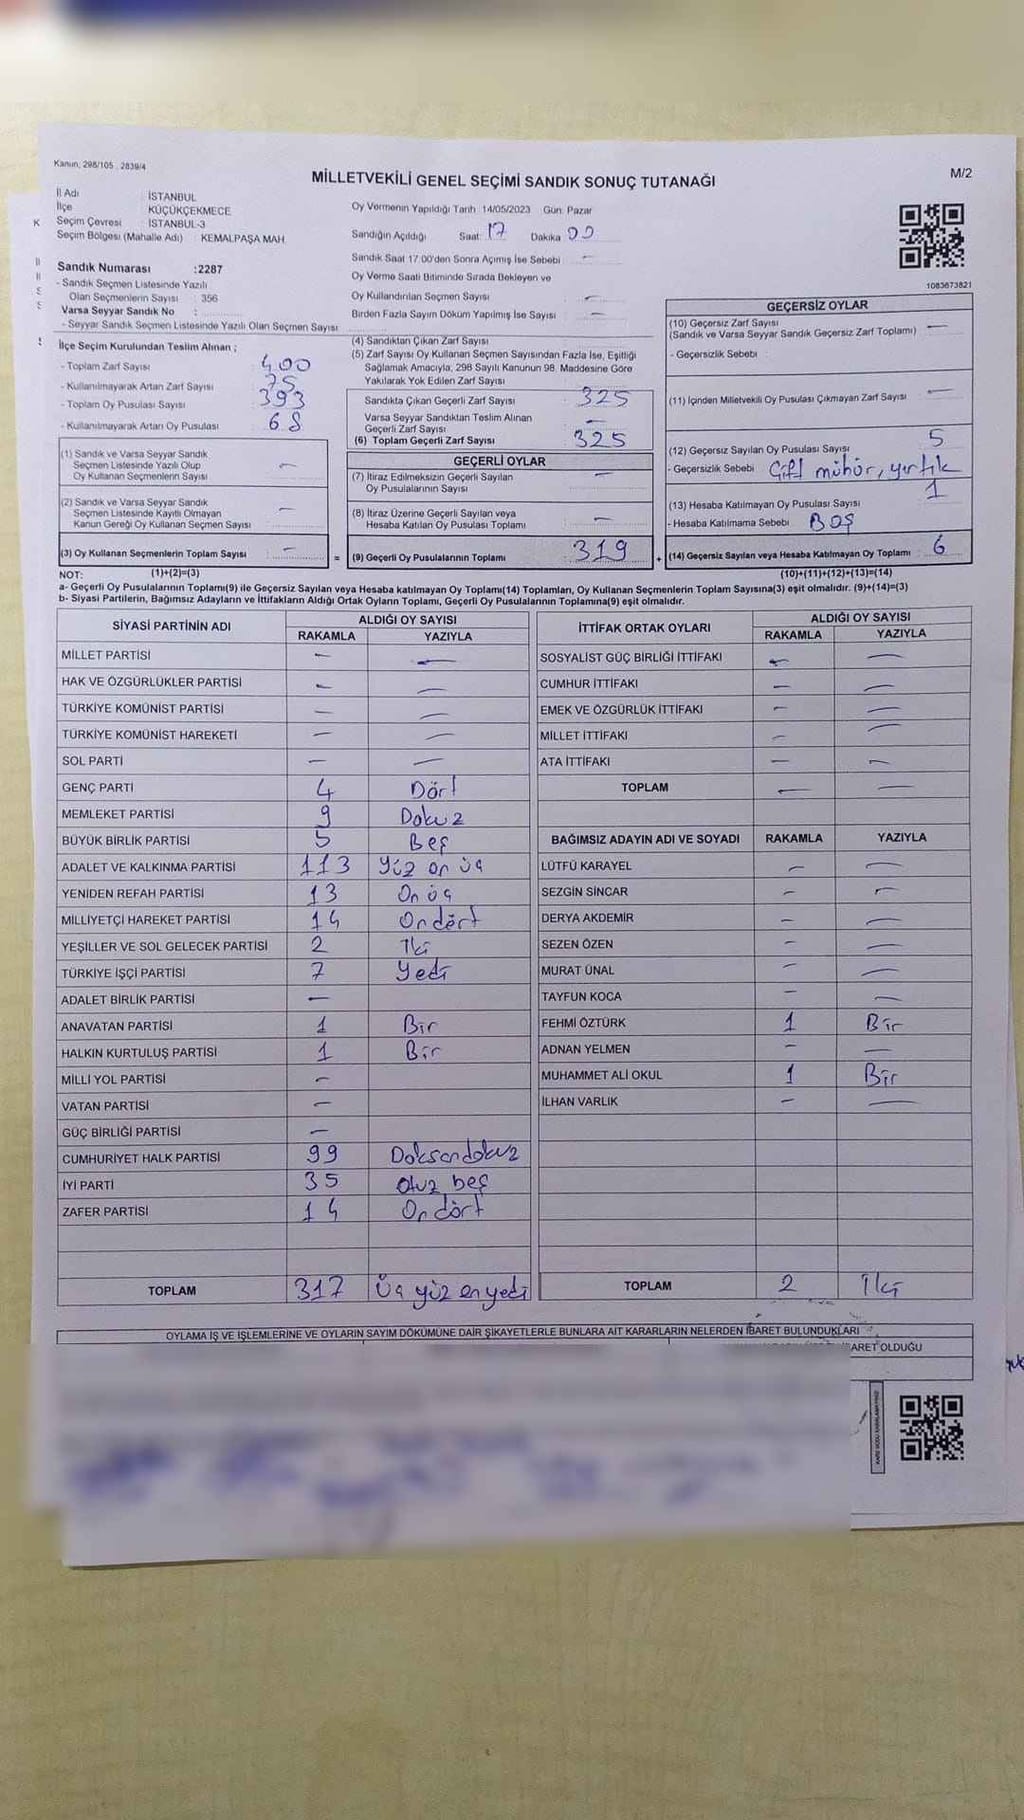 Kanun, 298/105 , 2839/4
M/2
MİLLETVEKİLİ GENEL SEÇİMİ SANDIK SONUÇ TUTANAĞI
İl Adı İSTANBUL
İlçe KÜÇÜKÇEKMECE
Seçim Çevresi İSTANBUL-3
Seçim Bölgesi (Mahalle Adı) : KEMALPAŞA MAH.
Sandık Numarası :2287
- Sandık Seçmen Listesinde Yazılı
Olan Seçmenlerin Sayısı : 356
Varsa Seyyar Sandık No :
- Seyyar Sandık Seçmen Listesinde Yazılı Olan Seçmen Sayısı
Oy Vermenin Yapıldığı Tarih 14/05/2023 Gün: Pazar
Sandığın Açıldığı Saat: 17 Dakika 00
Sandık Saat 17:00'den Sonra Açımış İse Sebebi : —
Oy Verme Saati Bitiminde Sırada Bekleyen ve
Oy Kullandırılan Seçmen Sayısı : —
Birden Fazla Sayım Döküm Yapılmış İse Sayısı : —
1083673821
İlçe Seçim Kurulundan Teslim Alınan ;
- Toplam Zarf Sayısı : 400
- Kullanılmayarak Artan Zarf Sayısı : 75
- Toplam Oy Pusulası Sayısı : 393
- Kullanılmayarak Artan Oy Pusulası : 68
(1) Sandık ve Varsa Seyyar Sandık
Seçmen Listesinde Yazılı Olup
Oy Kullanan Seçmenlerin Sayısı : —
(2) Sandık ve Varsa Seyyar Sandık
Seçmen Listesinde Kayıtlı Olmayan
Kanun Gereği Oy Kullanan Seçmen Sayısı : —
(3) Oy Kullanan Seçmenlerin Toplam Sayısı : —
(4) Sandıktan Çıkan Zarf Sayısı
(5) Zarf Sayısı Oy Kullanan Seçmen Sayısından Fazla İse, Eşitliği
Sağlamak Amacıyla, 298 Sayılı Kanunun 98. Maddesine Göre
Yakılarak Yok Edilen Zarf Sayısı :
Sandıkta Çıkan Geçerli Zarf Sayısı : 325
Varsa Seyyar Sandıktan Teslim Alınan
Geçerli Zarf Sayısı : —
(6) Toplam Geçerli Zarf Sayısı : 325
GEÇERLİ OYLAR
(7) İtiraz Edilmeksizin Geçerli Sayılan
Oy Pusulalarının Sayısı : —
(8) İtiraz Üzerine Geçerli Sayılan veya
Hesaba Katılan Oy Pusulası Toplamı : —
= (9) Geçerli Oy Pusulalarının Toplamı : 319
GEÇERSİZ OYLAR
(10) Geçersiz Zarf Sayısı
(Sandık ve Varsa Seyyar Sandık Geçersiz Zarf Toplamı) : —
- Geçersizlik Sebebi :
(11) İçinden Milletvekili Oy Pusulası Çıkmayan Zarf Sayısı : —
(12) Geçersiz Sayılan Oy Pusulası Sayısı : 5
- Geçersizlik Sebebi : Çift mühür, yırtık
(13) Hesaba Katılmayan Oy Pusulası Sayısı : 1
- Hesaba Katılmama Sebebi : BOŞ
+ (14) Geçersiz Sayılan veya Hesaba Katılmayan Oy Toplamı : 6
NOT: (1)+(2)=(3) (10)+(11)+(12)+(13)=(14)
a- Geçerli Oy Pusulalarının Toplamı(9) ile Geçersiz Sayılan veya Hesaba katılmayan Oy Toplamı(14) Toplamları, Oy Kullanan Seçmenlerin Toplam Sayısına(3) eşit olmalıdır. (9)+(14)=(3)
b- Siyasi Partilerin, Bağımsız Adayların ve İttifakların Aldığı Ortak Oyların Toplamı, Geçerli Oy Pusulalarının Toplamına(9) eşit olmalıdır.
SİYASİ PARTİNİN ADI ALDIĞI OY SAYISI
RAKAMLA YAZIYLA
MİLLET PARTİSİ — —
HAK VE ÖZGÜRLÜKLER PARTİSİ — —
TÜRKİYE KOMÜNİST PARTİSİ — —
TÜRKİYE KOMÜNİST HAREKETİ — —
SOL PARTİ — —
GENÇ PARTİ 4 Dört
MEMLEKET PARTİSİ 9 Dokuz
BÜYÜK BİRLİK PARTİSİ 5 Beş
ADALET VE KALKINMA PARTİSİ 113 Yüz on üç
YENİDEN REFAH PARTİSİ 13 On üç
MİLLİYETÇİ HAREKET PARTİSİ 14 On dört
YEŞİLLER VE SOL GELECEK PARTİSİ 2 İki
TÜRKİYE İŞÇİ PARTİSİ 7 Yedi
ADALET BİRLİK PARTİSİ —
ANAVATAN PARTİSİ 1 Bir
HALKIN KURTULUŞ PARTİSİ 1 Bir
MİLLİ YOL PARTİSİ —
VATAN PARTİSİ —
GÜÇ BİRLİĞİ PARTİSİ —
CUMHURİYET HALK PARTİSİ 99 Doksandokuz
İYİ PARTİ 35 Otuz beş
ZAFER PARTİSİ 14 On dört
TOPLAM 317 Üç yüz on yedi
İTTİFAK ORTAK OYLARI ALDIĞI OY SAYISI
RAKAMLA YAZIYLA
SOSYALİST GÜÇ BİRLİĞİ İTTİFAKI — —
CUMHUR İTTİFAKI — —
EMEK VE ÖZGÜRLÜK İTTİFAKI — —
MİLLET İTTİFAKI — —
ATA İTTİFAKI — —
TOPLAM — —
BAĞIMSIZ ADAYIN ADI VE SOYADI RAKAMLA YAZIYLA
LÜTFÜ KARAYEL — —
SEZGİN SİNCAR — —
DERYA AKDEMİR — —
SEZEN ÖZEN — —
MURAT ÜNAL — —
TAYFUN KOCA — —
FEHMİ ÖZTÜRK 1 Bir
ADNAN YELMEN — —
MUHAMMET ALİ OKUL 1 Bir
İLHAN VARLIK — —
TOPLAM 2 İki
OYLAMA İŞ VE İŞLEMLERİNE VE OYLARIN SAYIM DÖKÜMÜNE DAİR ŞİKAYETLERLE BUNLARA AİT KARARLARIN NELERDEN İBARET BULUNDUKLARI
BARET OLDUĞU